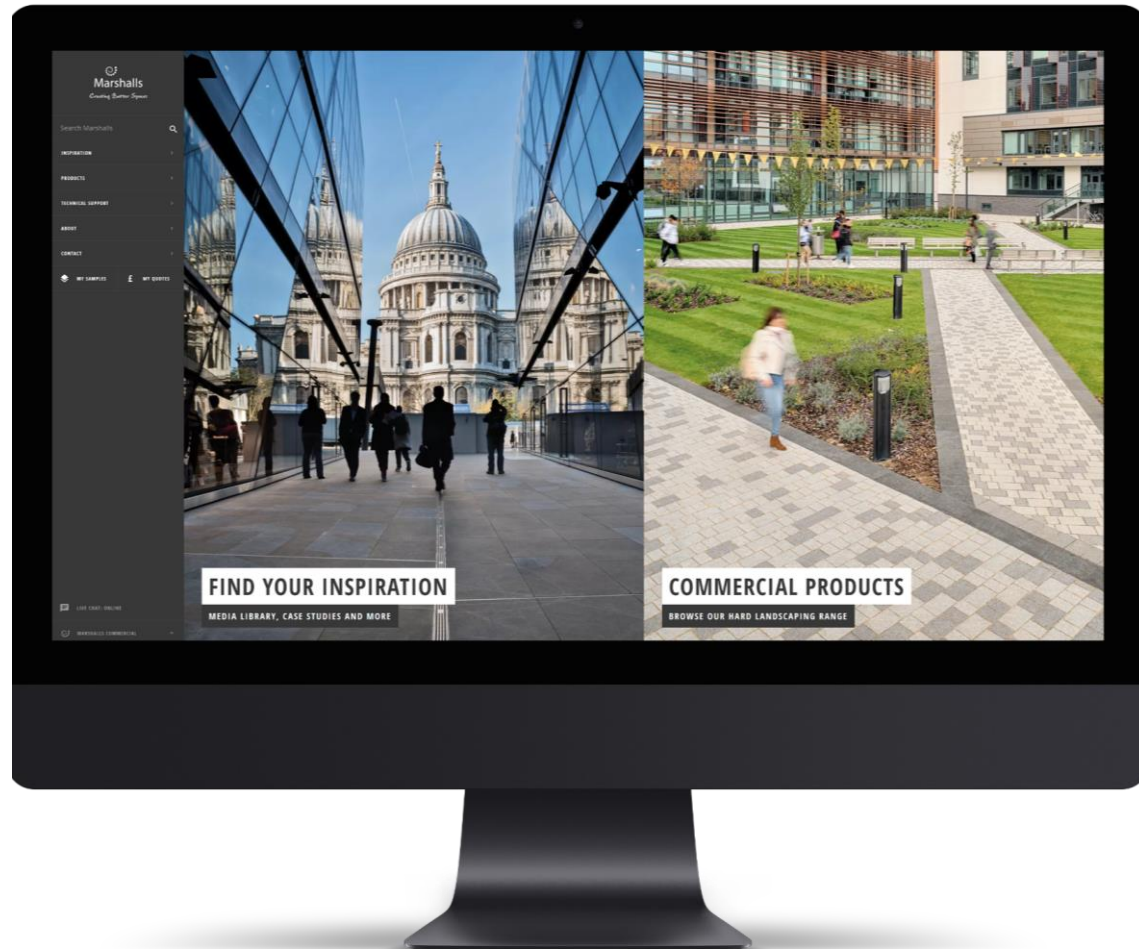 Marshalls
Creating Better Spaces
Search Marshalls
INSPIRATION
PRODUCTS
TECHNICAL SUPPORT
ABOUT
CONTACT
MY SAMPLES
£ MY QUOTES
LIVE CHAT: ONLINE
MARSHALLS COMMERCIAL
FIND YOUR INSPIRATION
MEDIA LIBRARY, CASE STUDIES AND MORE
COMMERCIAL PRODUCTS
BROWSE OUR HARD LANDSCAPING RANGE